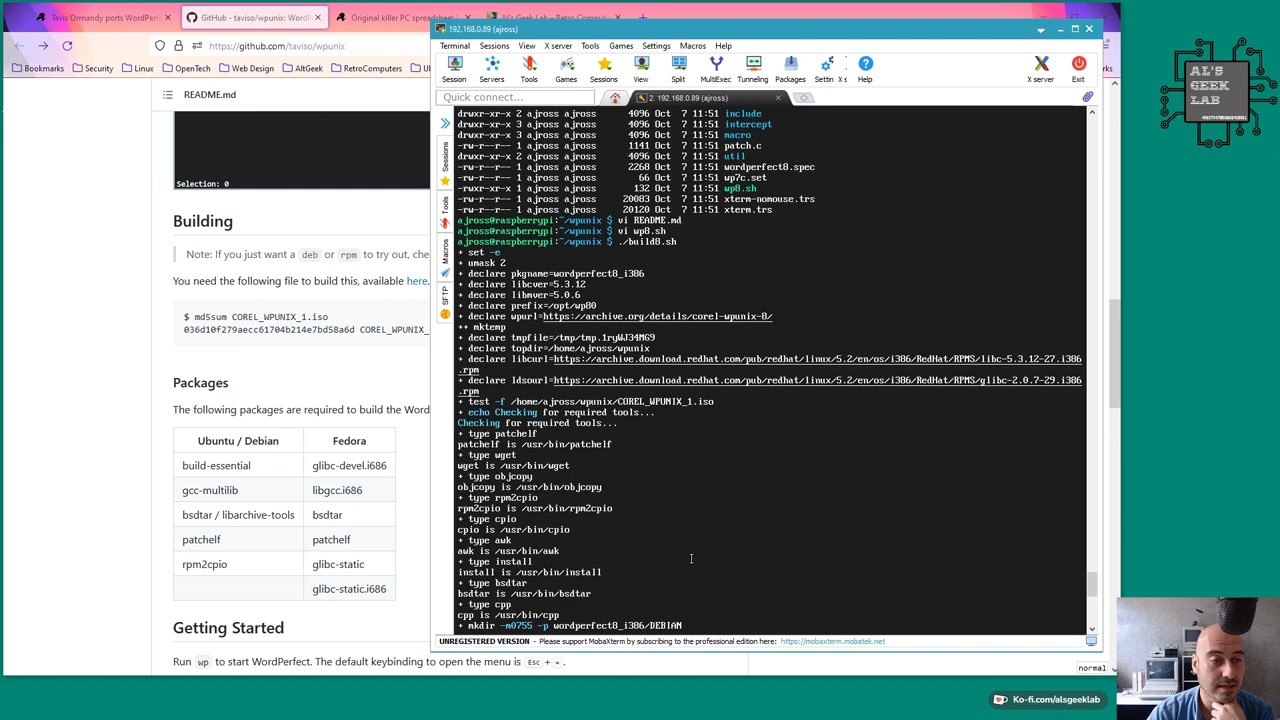 Tavis Ormandy ports WordPerfe
GitHub - taviso/wpunix: WordP
Original killer PC spreadsheet
Al's Geek Lab - Retro Comput
https://github.com/taviso/wpunix
Bookmarks
Security
Linux
OpenTech
Web Design
AltGeek
RetroComputers
README.md
Selection: 0
Building
Note: If you just want a deb or rpm to try out, che
You need the following file to build this, available here.
$ md5sum COREL_WPUNIX_1.iso
036d10f279aecc61704b214e7bd58a6d COREL_WPUNIX_
Packages
The following packages are required to build the Word
Ubuntu / Debian Fedora
build-essential glibc-devel.i686
gcc-multilib libgcc.i686
bsdtar / libarchive-tools bsdtar
patchelf patchelf
rpm2cpio glibc-static
glibc-static.i686
Getting Started
Run wp to start WordPerfect. The default keybinding to open the menu is Esc + = .
192.168.0.89 (ajross)
Terminal Sessions View X server Tools Games Settings Macros Help
Session Servers Tools Games Sessions View Split MultiExec Tunneling Packages Settin Help X server Exit
Quick connect...
2. 192.168.0.89 (ajross)
Sessions
Tools
Macros
SFTP
drwxr-xr-x 2 ajross ajross 4096 Oct 7 11:51 include
drwxr-xr-x 3 ajross ajross 4096 Oct 7 11:51 intercept
drwxr-xr-x 3 ajross ajross 4096 Oct 7 11:51 macro
-rw-r--r-- 1 ajross ajross 1141 Oct 7 11:51 patch.c
drwxr-xr-x 2 ajross ajross 4096 Oct 7 11:51 util
-rw-r--r-- 1 ajross ajross 2268 Oct 7 11:51 wordperfect8.spec
-rw-r--r-- 1 ajross ajross 66 Oct 7 11:51 wp7c.set
-rwxr-xr-x 1 ajross ajross 132 Oct 7 11:51 wp8.sh
-rw-r--r-- 1 ajross ajross 20083 Oct 7 11:51 xterm-nomouse.trs
-rw-r--r-- 1 ajross ajross 20120 Oct 7 11:51 xterm.trs
ajross@raspberrypi:~/wpunix $ vi README.md
ajross@raspberrypi:~/wpunix $ vi wp8.sh
ajross@raspberrypi:~/wpunix $ ./build8.sh
+ set -e
+ umask 2
+ declare pkgname=wordperfect8_i386
+ declare libcver=5.3.12
+ declare libmver=5.0.6
+ declare prefix=/opt/wp80
+ declare wpurl=https://archive.org/details/corel-wpunix-8/
++ mktemp
+ declare tmpfile=/tmp/tmp.1ryWJ34MG9
+ declare topdir=/home/ajross/wpunix
+ declare libcurl=https://archive.download.redhat.com/pub/redhat/linux/5.2/en/os/i386/RedHat/RPMS/libc-5.3.12-27.i386
.rpm
+ declare ldsourl=https://archive.download.redhat.com/pub/redhat/linux/5.2/en/os/i386/RedHat/RPMS/glibc-2.0.7-29.i386
.rpm
+ test -f /home/ajross/wpunix/COREL_WPUNIX_1.iso
+ echo Checking for required tools...
Checking for required tools...
+ type patchelf
patchelf is /usr/bin/patchelf
+ type wget
wget is /usr/bin/wget
+ type objcopy
objcopy is /usr/bin/objcopy
+ type rpm2cpio
rpm2cpio is /usr/bin/rpm2cpio
+ type cpio
cpio is /usr/bin/cpio
+ type awk
awk is /usr/bin/awk
+ type install
install is /usr/bin/install
+ type bsdtar
bsdtar is /usr/bin/bsdtar
+ type cpp
cpp is /usr/bin/cpp
+ mkdir -m0755 -p wordperfect8_i386/DEBIAN
UNREGISTERED VERSION - Please support MobaXterm by subscribing to the professional edition here: https://mobaxterm.mobatek.net
normal
AL'S
GEEK
LAB
Ko-fi.com/alsgeeklab